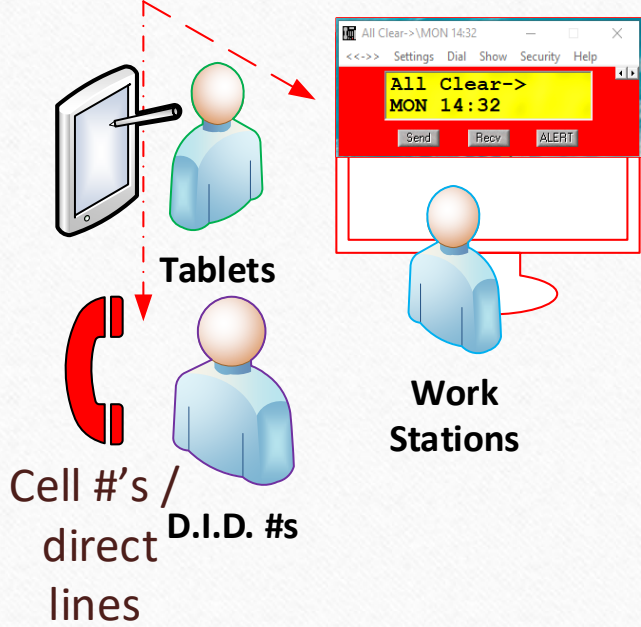 All Clear->\MON 14:32
<<->> Settings Dial Show Security Help
All Clear->
MON 14:32
Send Recv ALERT
Tablets
Work
Stations
Cell #'s /
direct
lines
D.I.D. #s